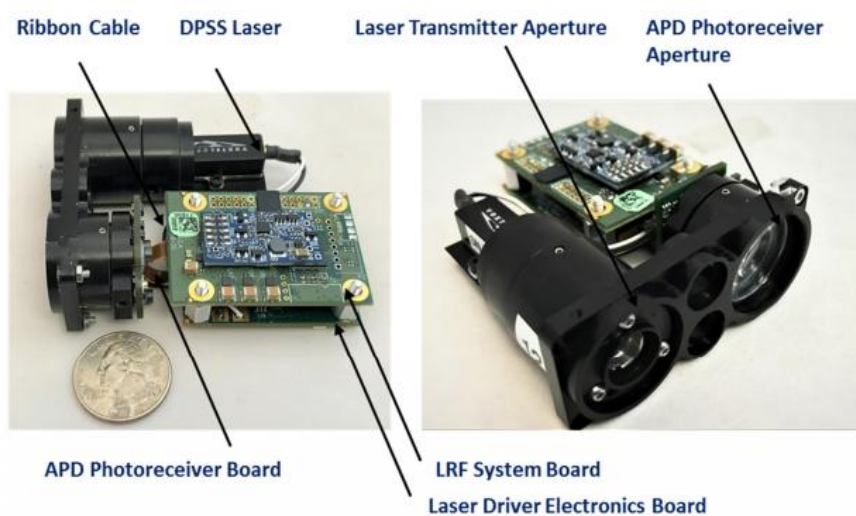 Ribbon Cable
DPSS Laser
Laser Transmitter Aperture
APD Photoreceiver
Aperture
APD Photoreceiver Board
LRF System Board
Laser Driver Electronics Board